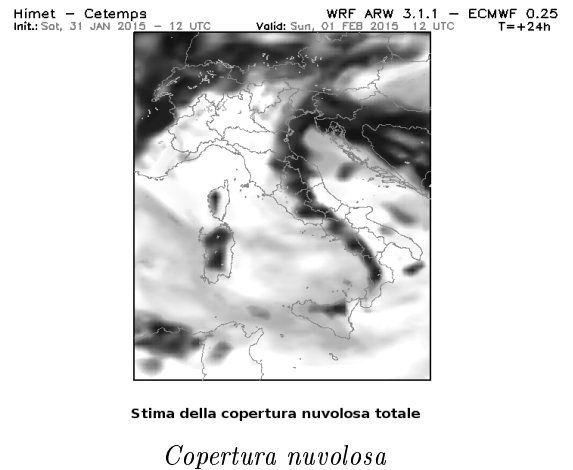 Himet – Cetemps WRF ARW 3.1.1 – ECMWF 0.25
Init.: Sat, 31 JAN 2015 – 12 UTC Valid: Sun, 01 FEB 2015 12 UTC T=+24h
Stima della copertura nuvolosa totale
Copertura nuvolosa